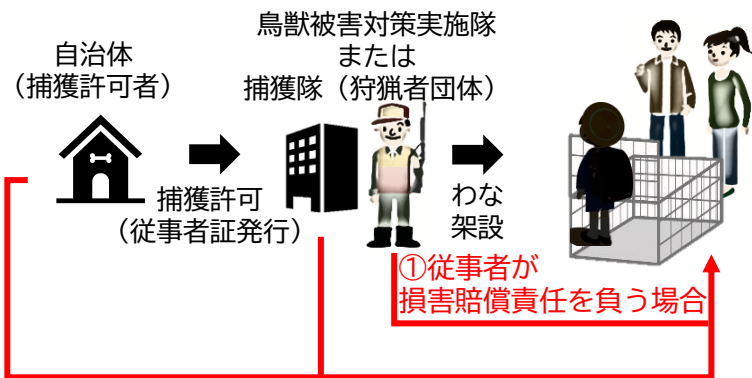 自治体
（捕獲許可者）
鳥獣被害対策実施隊
または
捕獲隊（狩猟者団体）
捕獲許可
（従事者証発行）
わな
架設
①従事者が
損害賠償責任を負う場合